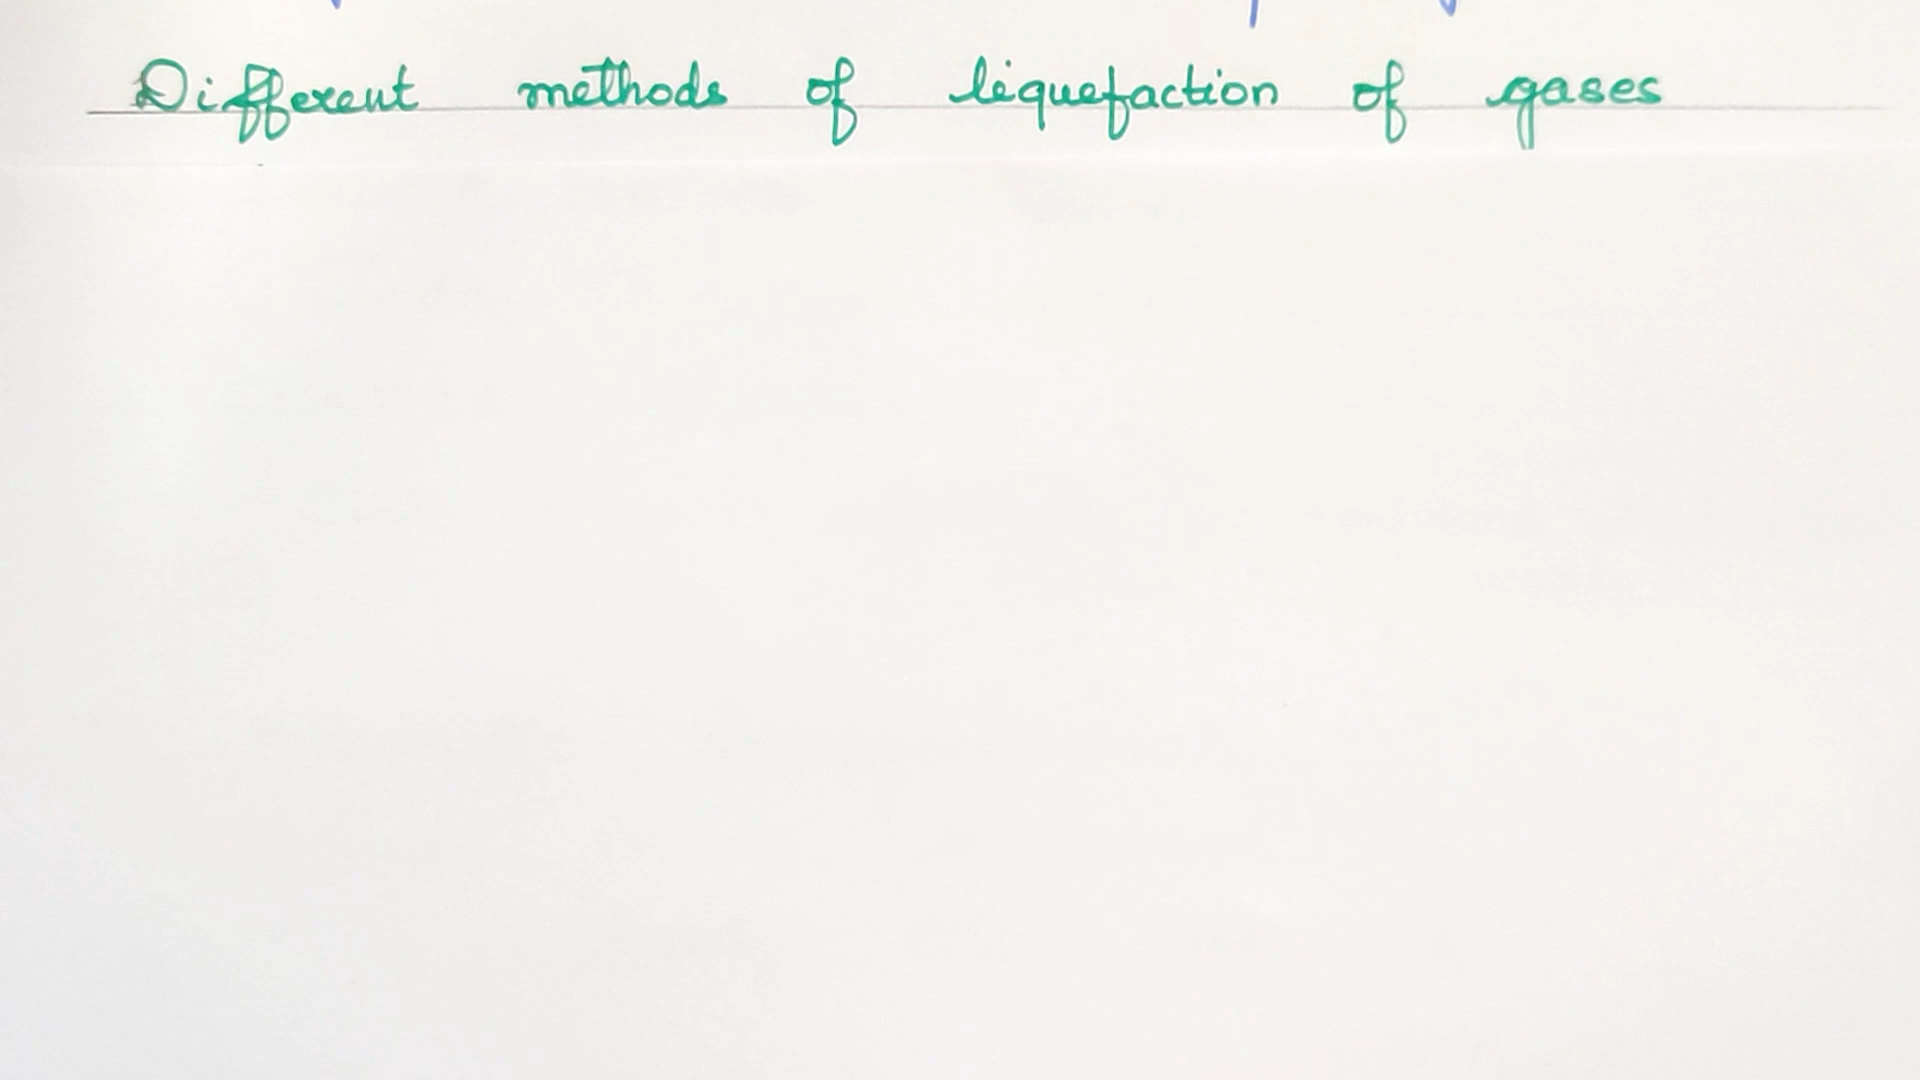 Different methods of liquefaction of gases